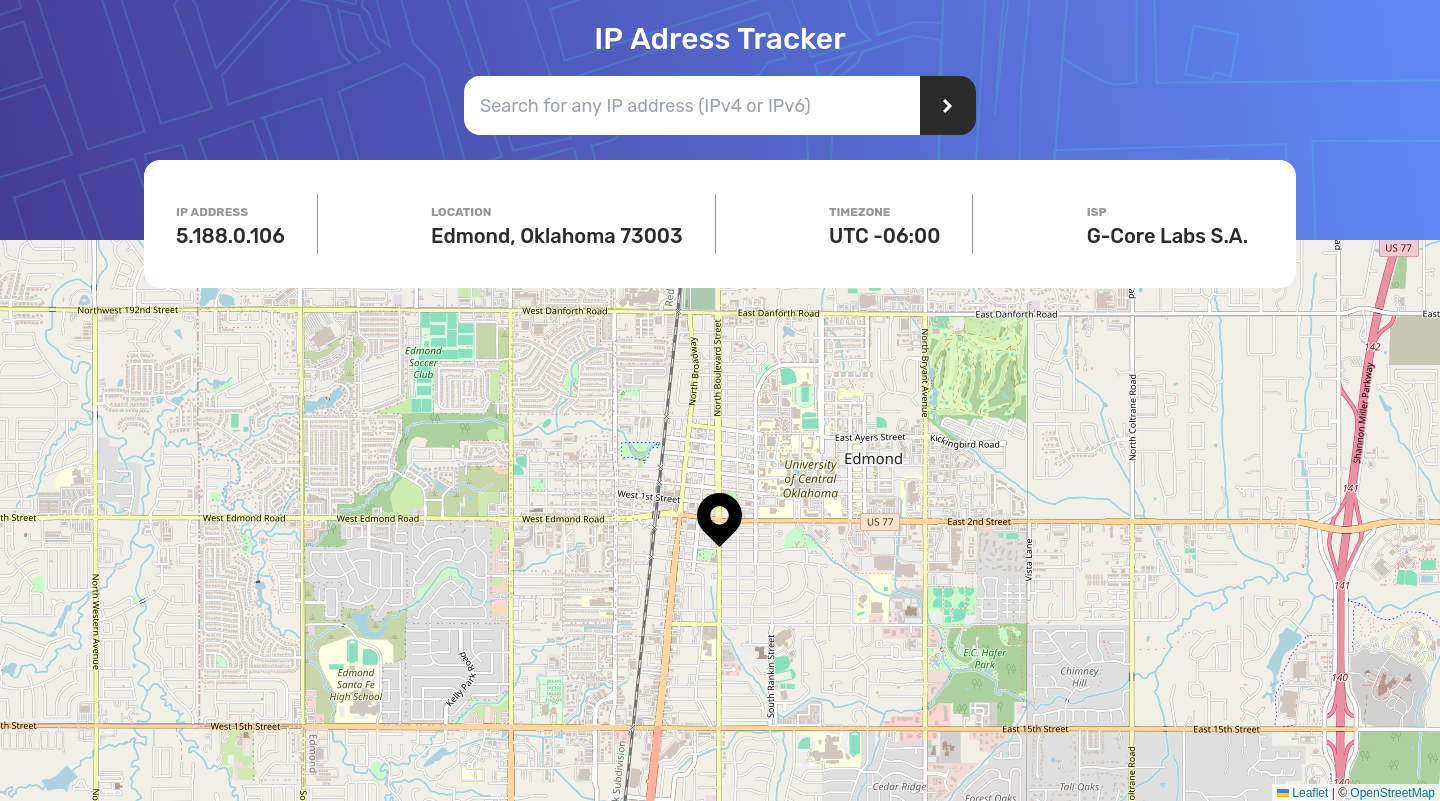 IP Adress Tracker
Search for any IP address (IPv4 or IPv6)
IP ADDRESS
5.188.0.106
LOCATION
Edmond, Oklahoma 73003
TIMEZONE
UTC -06:00
ISP
G-Core Labs S.A.
US 77
Northwest 192nd Street
West Danforth Road
East Danforth Road
East Danforth Road
East
Red
142
Edmond
Soccer
Club
North Broadway
North Boulevard Street
North Bryant Avenue
North Coltrane Road
Shannon Miller Parkway
East Ayers Street
Kickingbird Road
Edmond
University
of Central
Oklahoma
141
West 1st Street
th Street
West Edmond Road
West Edmond Road
West Edmond Road
US 77
East 2nd Street
Vista Lane
141
North Western Avenue
Edmond
Santa Fe
High School
Kelly Park Road
South Rankin Street
E.C. Hafer
Park
Chimney
Hill
140
th Street
West 15th Street
East 15th Street
East 15th Street
Edmond
k Subdivision
oltrane Road
No
So
Cedar Ridge
Forest Oaks
Tall Oaks
140
Leaflet | © OpenStreetMap